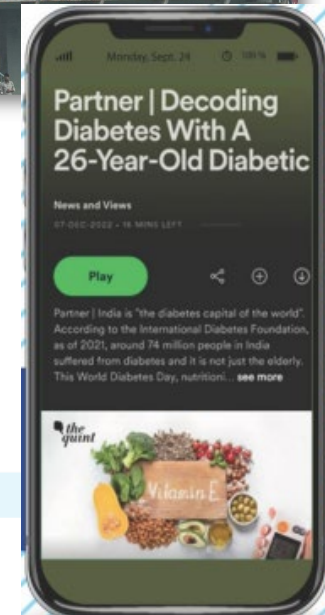 Monday, Sept. 24
100 %
Partner | Decoding
Diabetes With A
26-Year-Old Diabetic
News and Views
07-DEC-2022 • 16 MINS LEFT
Play
Partner | India is "the diabetes capital of the world".
According to the International Diabetes Foundation,
as of 2021, around 74 million people in India
suffered from diabetes and it is not just the elderly.
This World Diabetes Day, nutritioni... see more
the
quint
Vitamin E